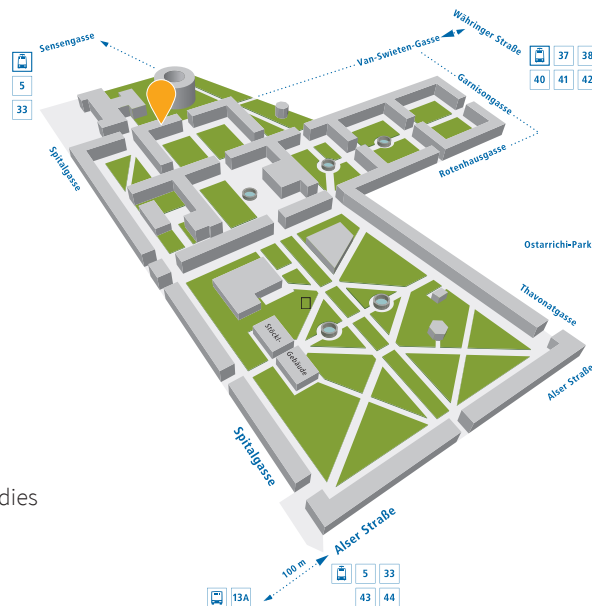 Währinger Straße
Sensengasse
Van-Swieten-Gasse
37 38
5
40 41 42
33
Garnisongasse
Spitalgasse
Rotenhausgasse
Ostarrichi-Park
Thavonatgasse
Stöckl-
Gebäude
Alser Straße
Spitalgasse
dies
Alser Straße
100 m
5 33
13A
43 44